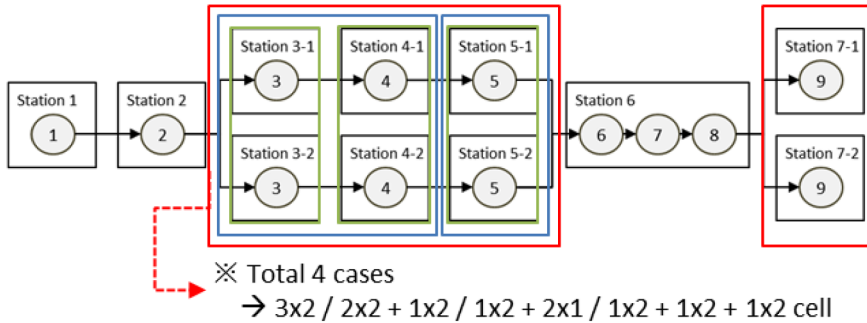 Station 3-1
Station 4-1
Station 5-1
Station 7-1
3
4
5
9
Station 1
Station 2
Station 6
1
2
6
7
8
Station 3-2
Station 4-2
Station 5-2
Station 7-2
3
4
5
9
※ Total 4 cases
→ 3x2 / 2x2 + 1x2 / 1x2 + 2x1 / 1x2 + 1x2 + 1x2 cell